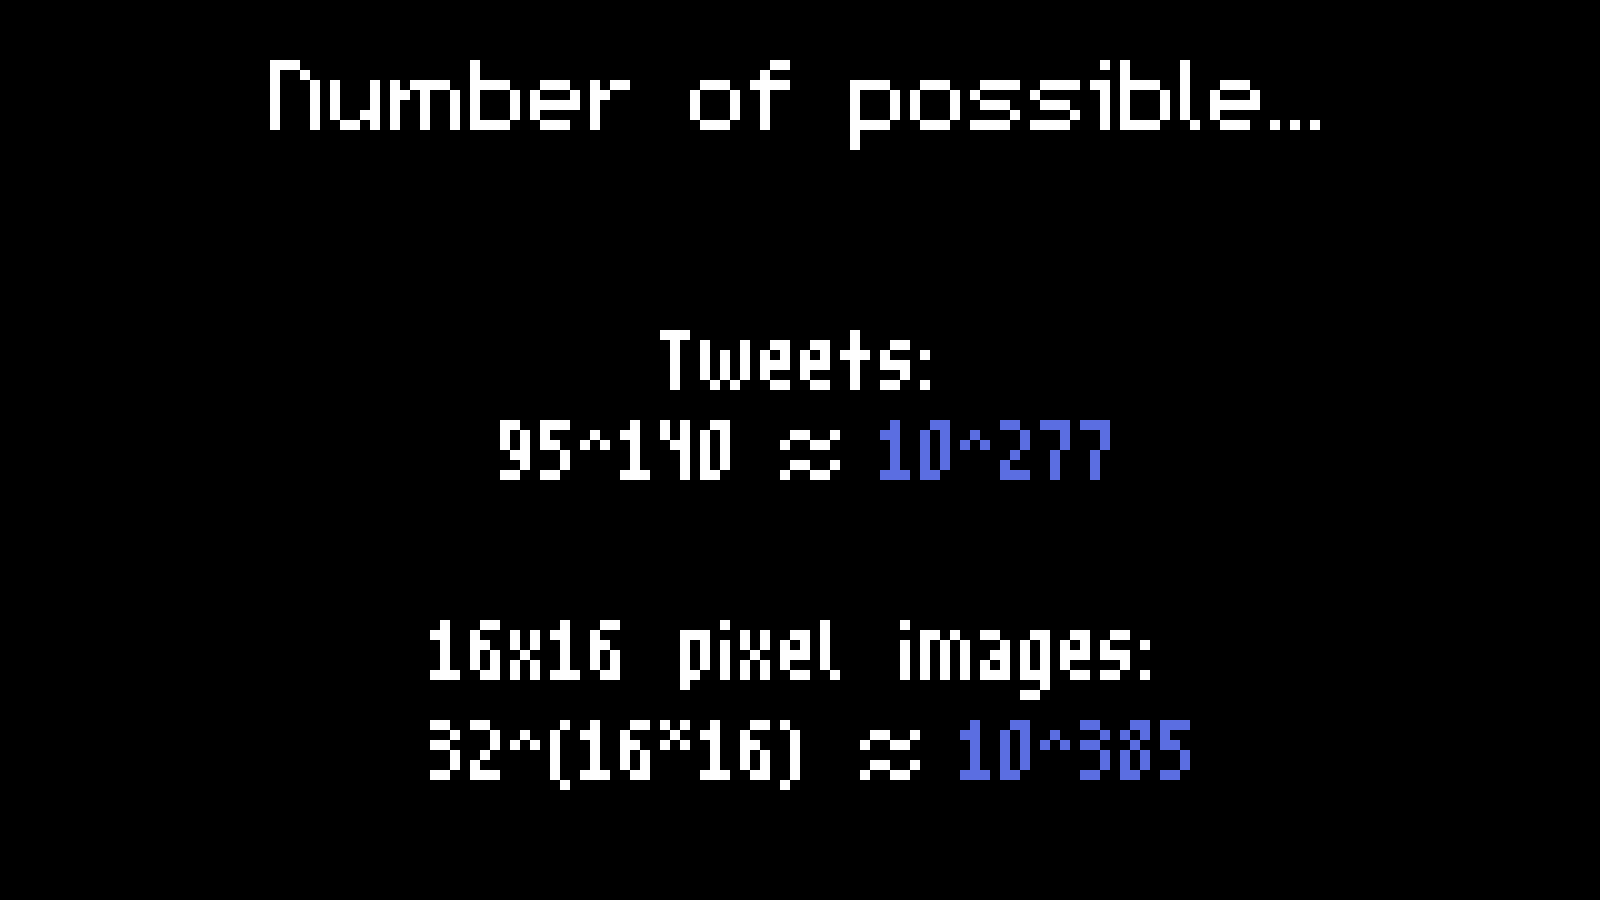 Number of possible...
Tweets:
95^140 ≈ 10^277
16x16 pixel images:
32^(16*16) ≈ 10^385